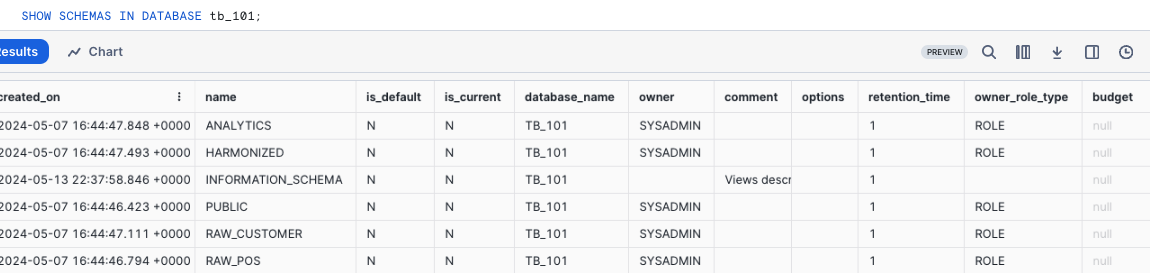 SHOW SCHEMAS IN DATABASE tb_101;
Results Chart PREVIEW
created_on name is_default is_current database_name owner comment options retention_time owner_role_type budget
2024-05-07 16:44:47.848 +0000 ANALYTICS N N TB_101 SYSADMIN 1 ROLE null
2024-05-07 16:44:47.493 +0000 HARMONIZED N N TB_101 SYSADMIN 1 ROLE null
2024-05-13 22:37:58.846 +0000 INFORMATION_SCHEMA N N TB_101 Views descr 1 null
2024-05-07 16:44:46.423 +0000 PUBLIC N N TB_101 SYSADMIN 1 ROLE null
2024-05-07 16:44:47.111 +0000 RAW_CUSTOMER N N TB_101 SYSADMIN 1 ROLE null
2024-05-07 16:44:46.794 +0000 RAW_POS N N TB_101 SYSADMIN 1 ROLE null